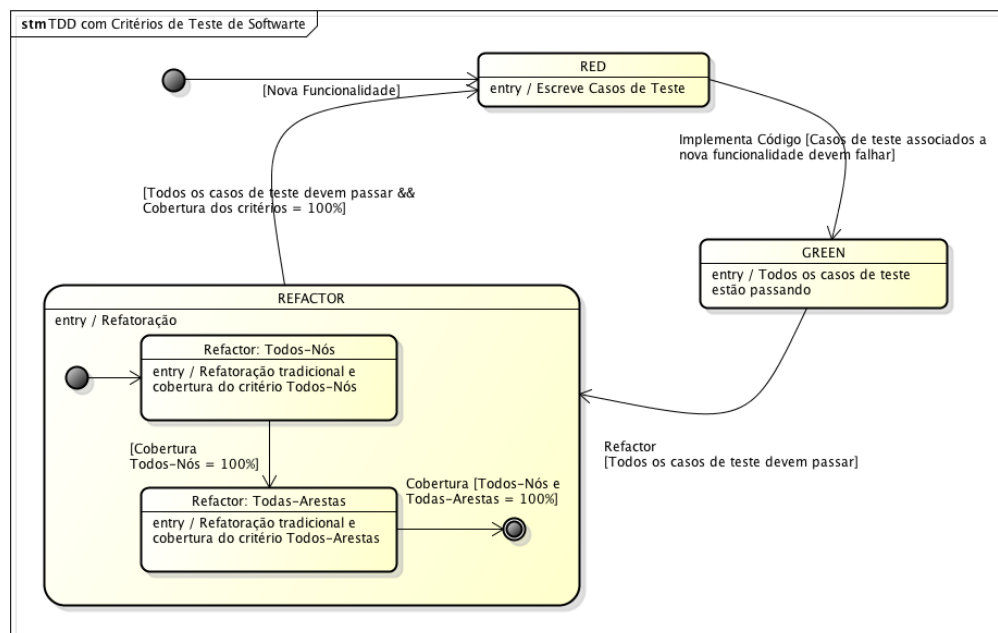 stm TDD com Critérios de Teste de Softwarte
RED
entry / Escreve Casos de Teste
[Nova Funcionalidade]
Implementa Código [Casos de teste associados a
nova funcionalidade devem falhar]
[Todos os casos de teste devem passar &&
Cobertura dos critérios = 100%]
GREEN
entry / Todos os casos de teste
estão passando
REFACTOR
entry / Refatoração
Refactor: Todos-Nós
entry / Refatoração tradicional e
cobertura do critério Todos-Nós
[Cobertura
Todos-Nós = 100%]
Refactor
[Todos os casos de teste devem passar]
Cobertura [Todos-Nós e
Todas-Arestas = 100%]
Refactor: Todas-Arestas
entry / Refatoração tradicional e
cobertura do critério Todos-Arestas